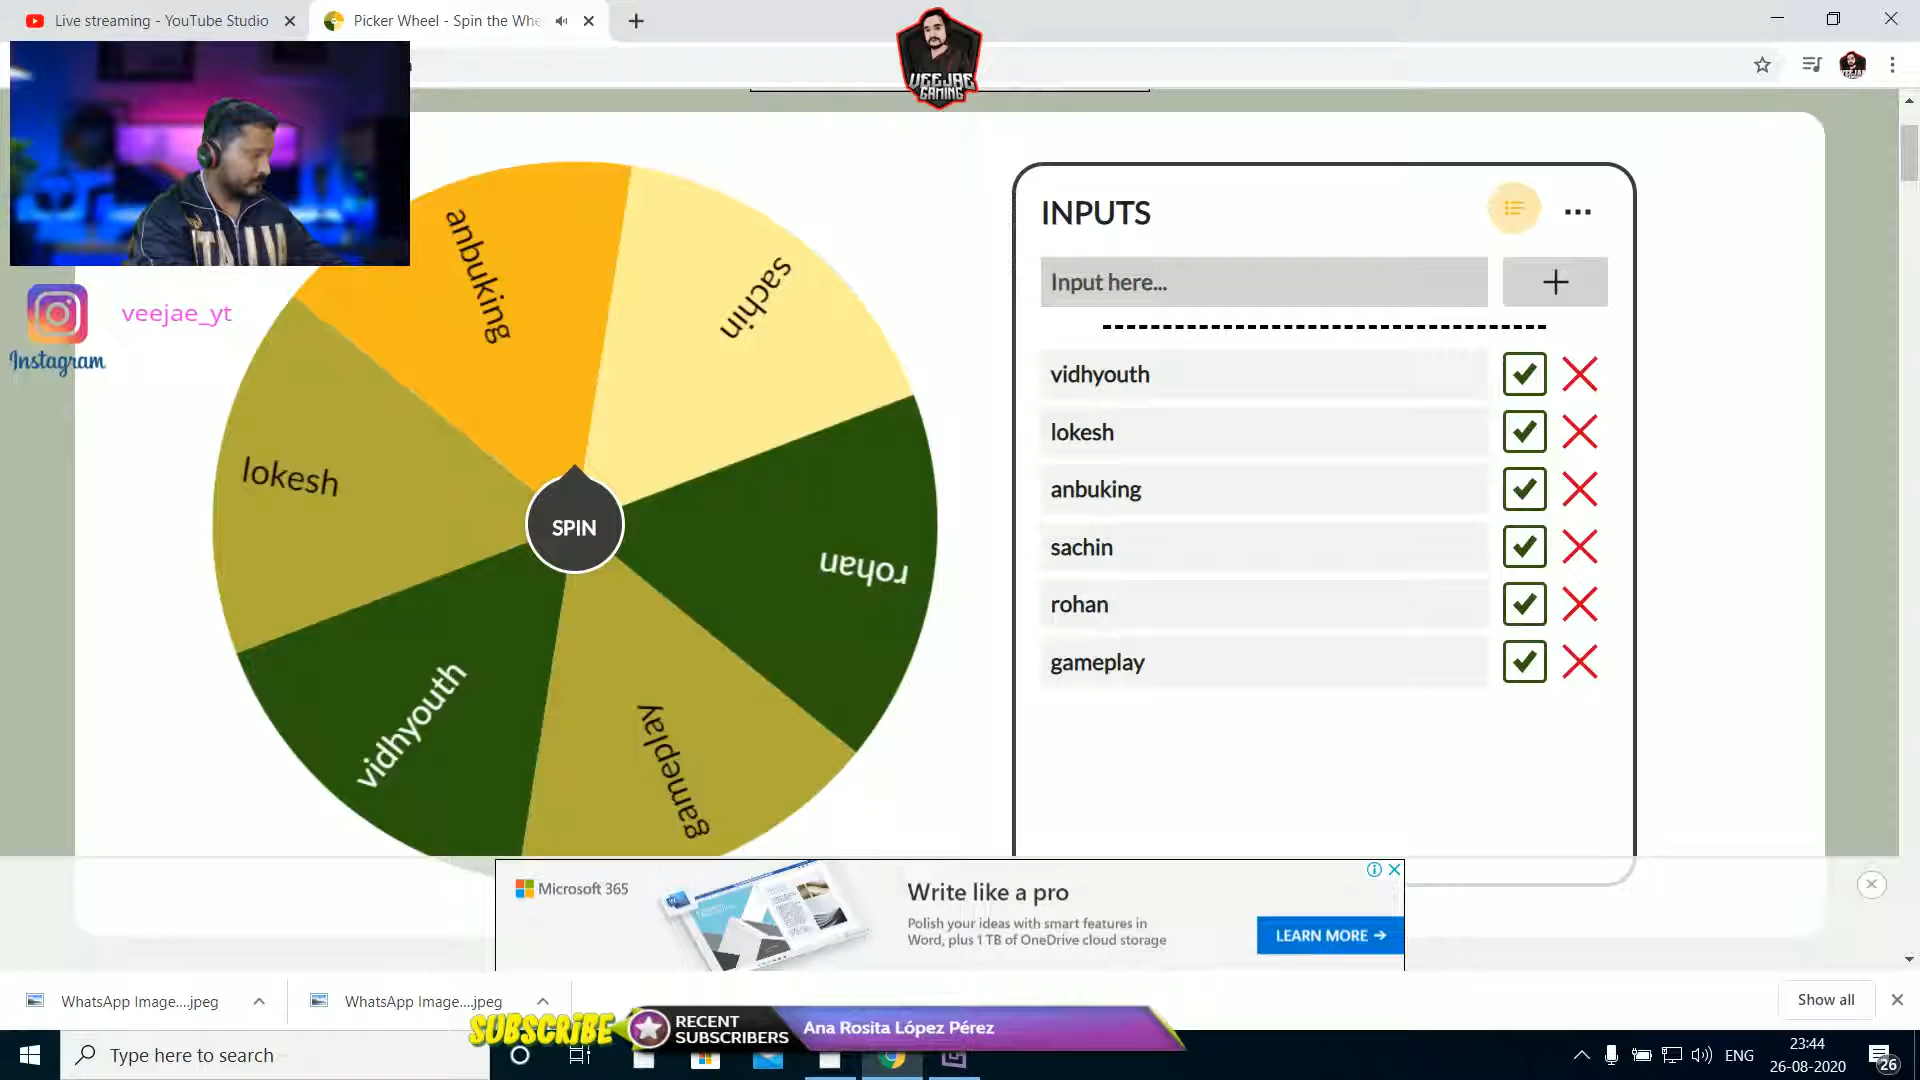 Live streaming - YouTube Studio
Picker Wheel - Spin the Whe
VEEJAE
GAMING
veejae_yt
Instagram
anbuking
sachin
lokesh
SPIN
rohan
vidhyouth
gameplay
INPUTS
Input here...
vidhyouth
lokesh
anbuking
sachin
rohan
gameplay
Microsoft 365
Write like a pro
Polish your ideas with smart features in
Word, plus 1 TB of OneDrive cloud storage
LEARN MORE →
WhatsApp Image....jpeg
WhatsApp Image....jpeg
Show all
SUBSCRIBE
RECENT
SUBSCRIBERS
Ana Rosita López Pérez
Type here to search
ENG
23:44
26-08-2020
26